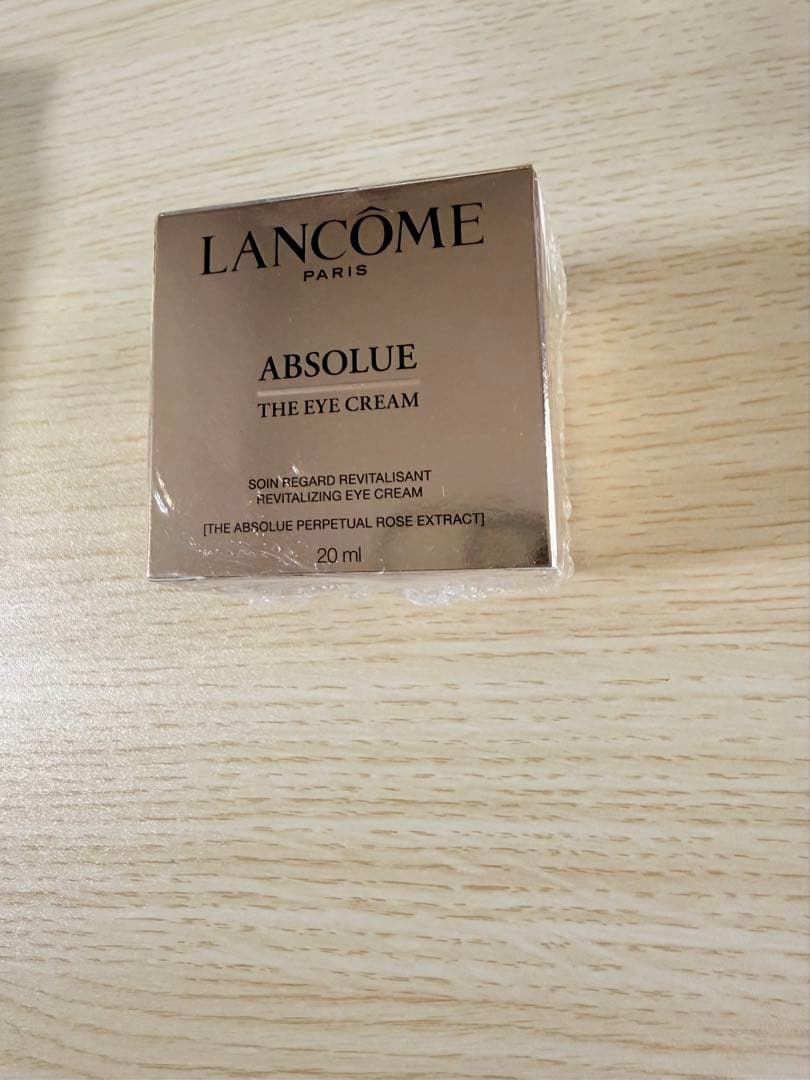 LANCÔME
PARIS
ABSOLUE
THE EYE CREAM
SOIN REGARD REVITALISANT
REVITALIZING EYE CREAM
[THE ABSOLUE PERPETUAL ROSE EXTRACT]
20 ml